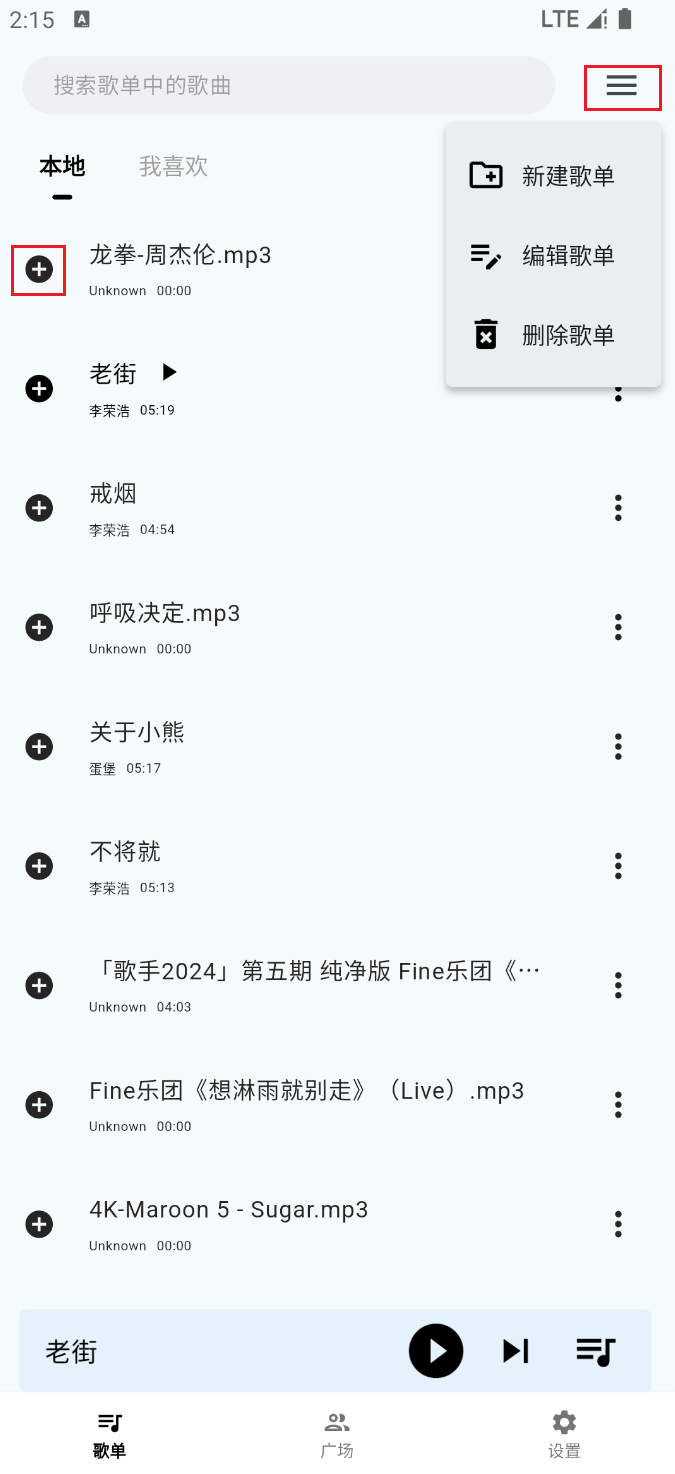 2:15 A LTE
搜索歌单中的歌曲
本地 我喜欢
新建歌单
编辑歌单
删除歌单
龙拳-周杰伦.mp3
Unknown 00:00
老街
李荣浩 05:19
戒烟
李荣浩 04:54
呼吸决定.mp3
Unknown 00:00
关于小熊
蛋堡 05:17
不将就
李荣浩 05:13
「歌手2024」第五期 纯净版 Fine乐团《…
Unknown 04:03
Fine乐团《想淋雨就别走》（Live）.mp3
Unknown 00:00
4K-Maroon 5 - Sugar.mp3
Unknown 00:00
老街
歌单 广场 设置